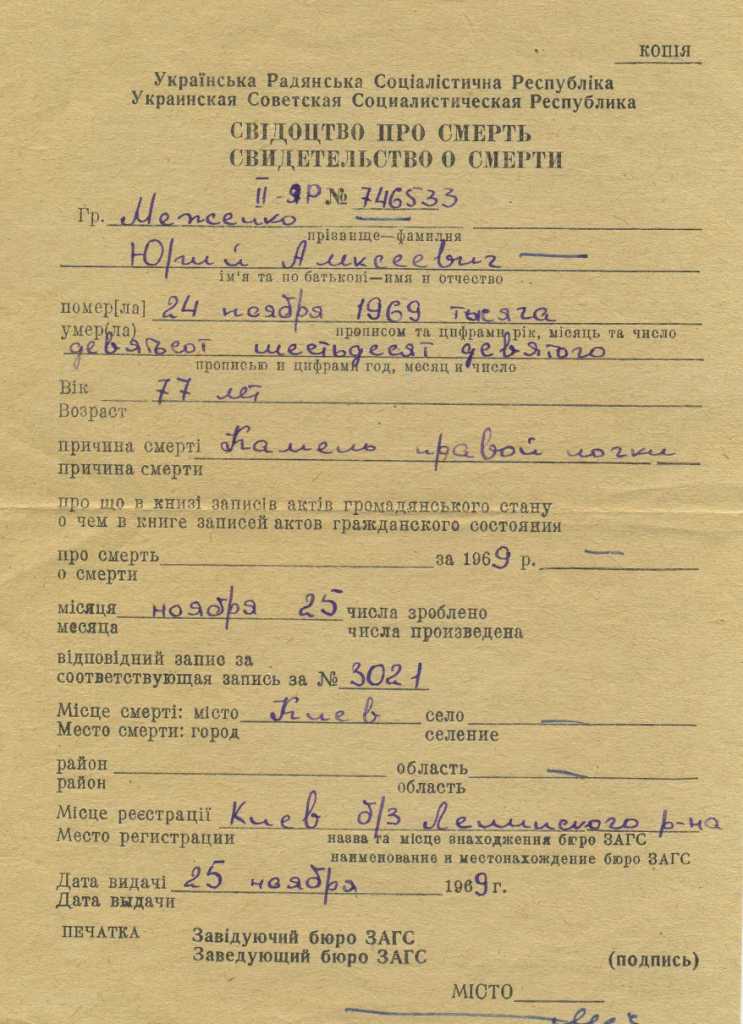 КОПІЯ
Українська Радянська Соціалістична Республіка
Украинская Советская Социалистическая Республика
СВІДОЦТВО ПРО СМЕРТЬ
СВИДЕТЕЛЬСТВО О СМЕРТИ
II-ЯР № 746533
Гр. Меженко
прізвище—фамилия
Юрий Алексеевич
ім'я та по батькові—имя и отчество
помер[ла] 24 ноября 1969 тысяча
умер(ла) прописом та цифрами рік, місяць та число
девятьсот шестьдесят девятого
прописью и цифрами год, месяц и число
Вік 77 лет
Возраст
причина смерті Камень правой почки
причина смерти
про що в книзі записів актів громадянського стану
о чем в книге записей актов гражданского состояния
про смерть за 1969 р.
о смерти
місяця ноября 25 числа зроблено
месяца числа произведена
відповідний запис за
соответствующая запись за № 3021
Місце смерті: місто Киев село
Место смерти: город селение
район область
район область
Місце реєстрації Киев б/З Ленинского р-на
Место регистрации назва та місце знаходження бюро ЗАГС
наименование и местонахождение бюро ЗАГС
Дата видачі 25 ноября 1969 г.
Дата выдачи
ПЕЧАТКА Завідуючий бюро ЗАГС
Заведующий бюро ЗАГС (подпись)
МІСТО